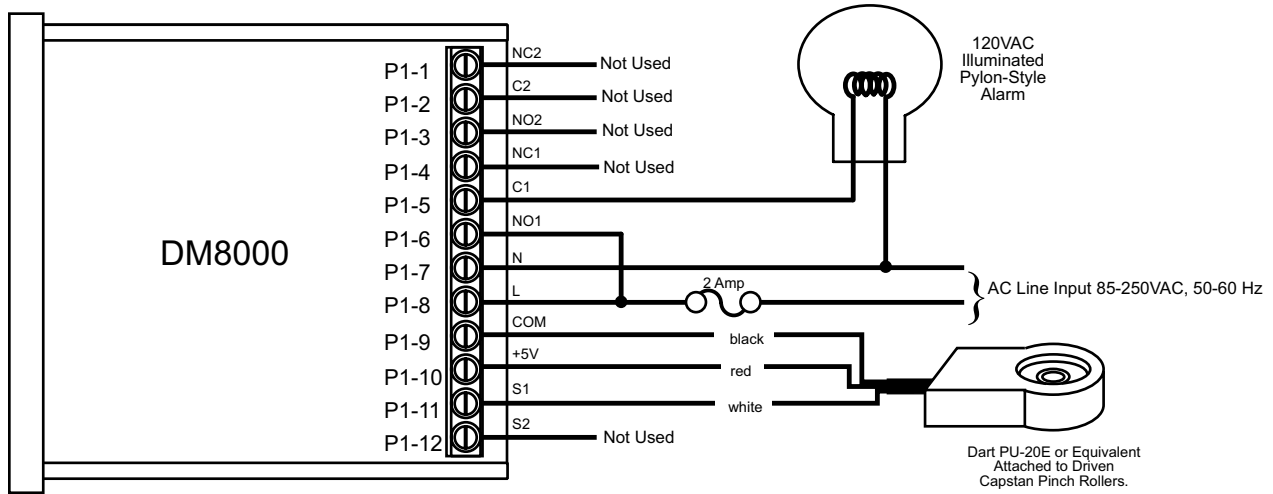 DM8000
P1-1
NC2
Not Used
P1-2
C2
Not Used
P1-3
NO2
Not Used
P1-4
NC1
Not Used
P1-5
C1
P1-6
NO1
P1-7
N
P1-8
L
2 Amp
AC Line Input 85-250VAC, 50-60 Hz
P1-9
COM
black
P1-10
+5V
red
P1-11
S1
white
P1-12
S2
Not Used
120VAC
Illuminated
Pylon-Style
Alarm
Dart PU-20E or Equivalent
Attached to Driven
Capstan Pinch Rollers.